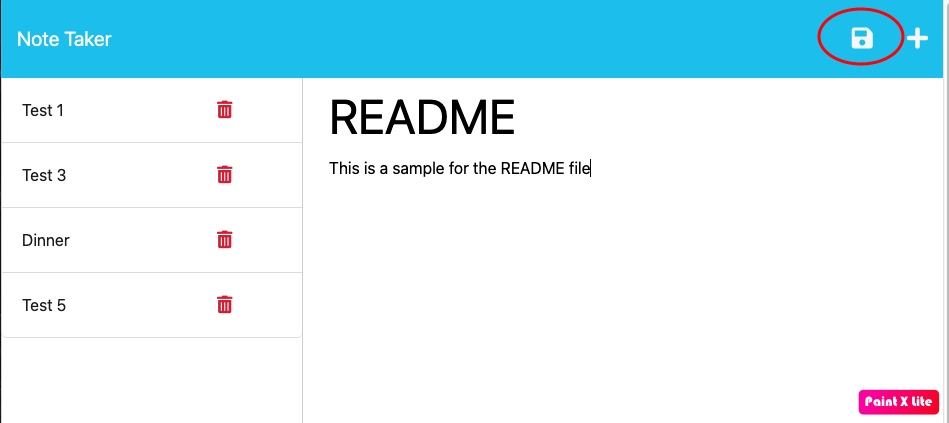 Note Taker
Test 1
Test 3
Dinner
Test 5
README
This is a sample for the README file
Paint X Lite